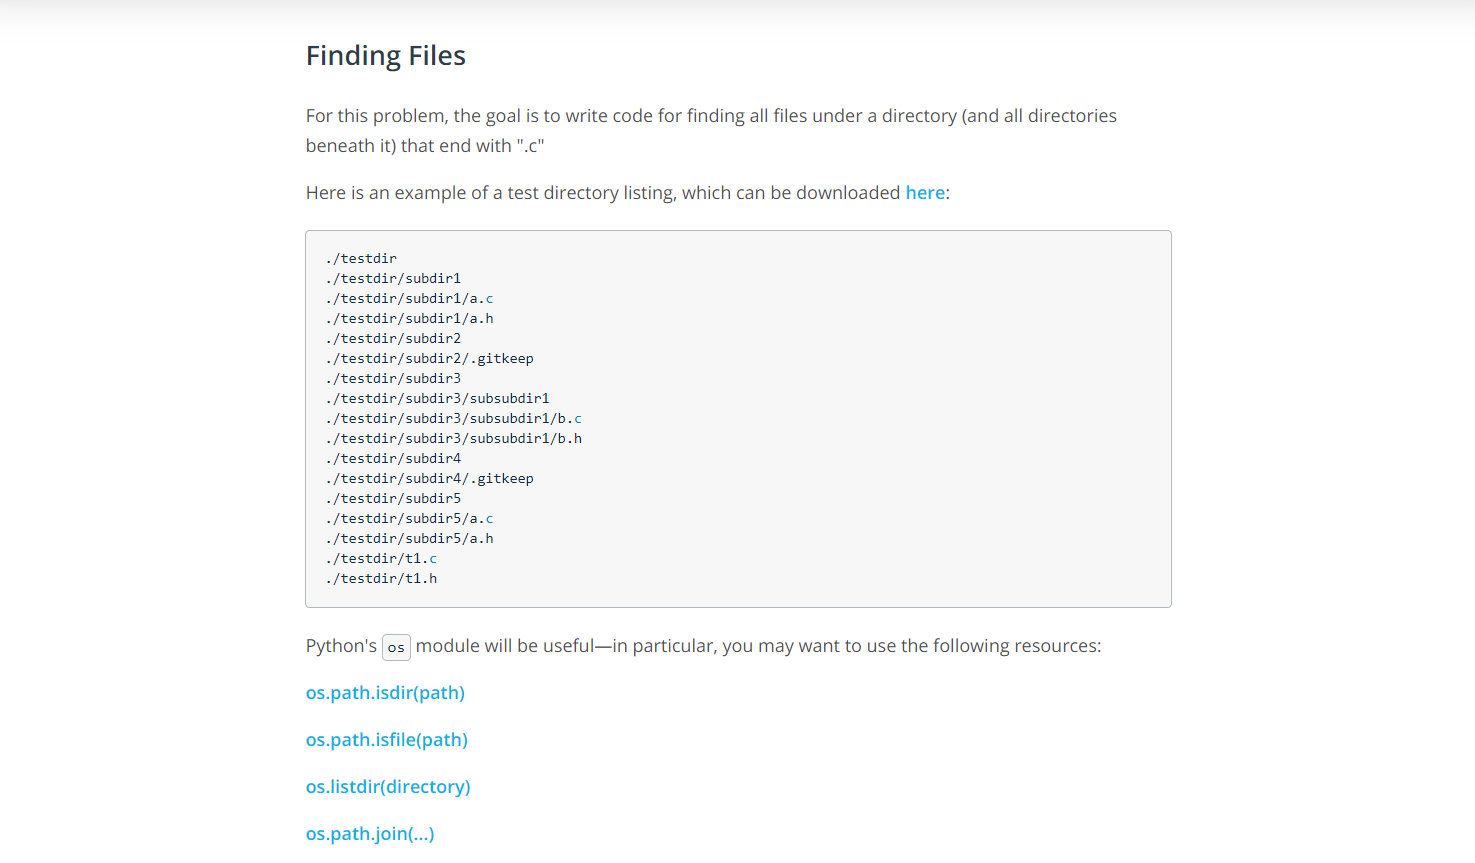 Finding Files
For this problem, the goal is to write code for finding all files under a directory (and all directories
beneath it) that end with ".c"
Here is an example of a test directory listing, which can be downloaded here:
./testdir
./testdir/subdir1
./testdir/subdir1/a.c
./testdir/subdir1/a.h
./testdir/subdir2
./testdir/subdir2/.gitkeep
./testdir/subdir3
./testdir/subdir3/subsubdir1
./testdir/subdir3/subsubdir1/b.c
./testdir/subdir3/subsubdir1/b.h
./testdir/subdir4
./testdir/subdir4/.gitkeep
./testdir/subdir5
./testdir/subdir5/a.c
./testdir/subdir5/a.h
./testdir/t1.c
./testdir/t1.h
Python's os module will be useful—in particular, you may want to use the following resources:
os.path.isdir(path)
os.path.isfile(path)
os.listdir(directory)
os.path.join(...)